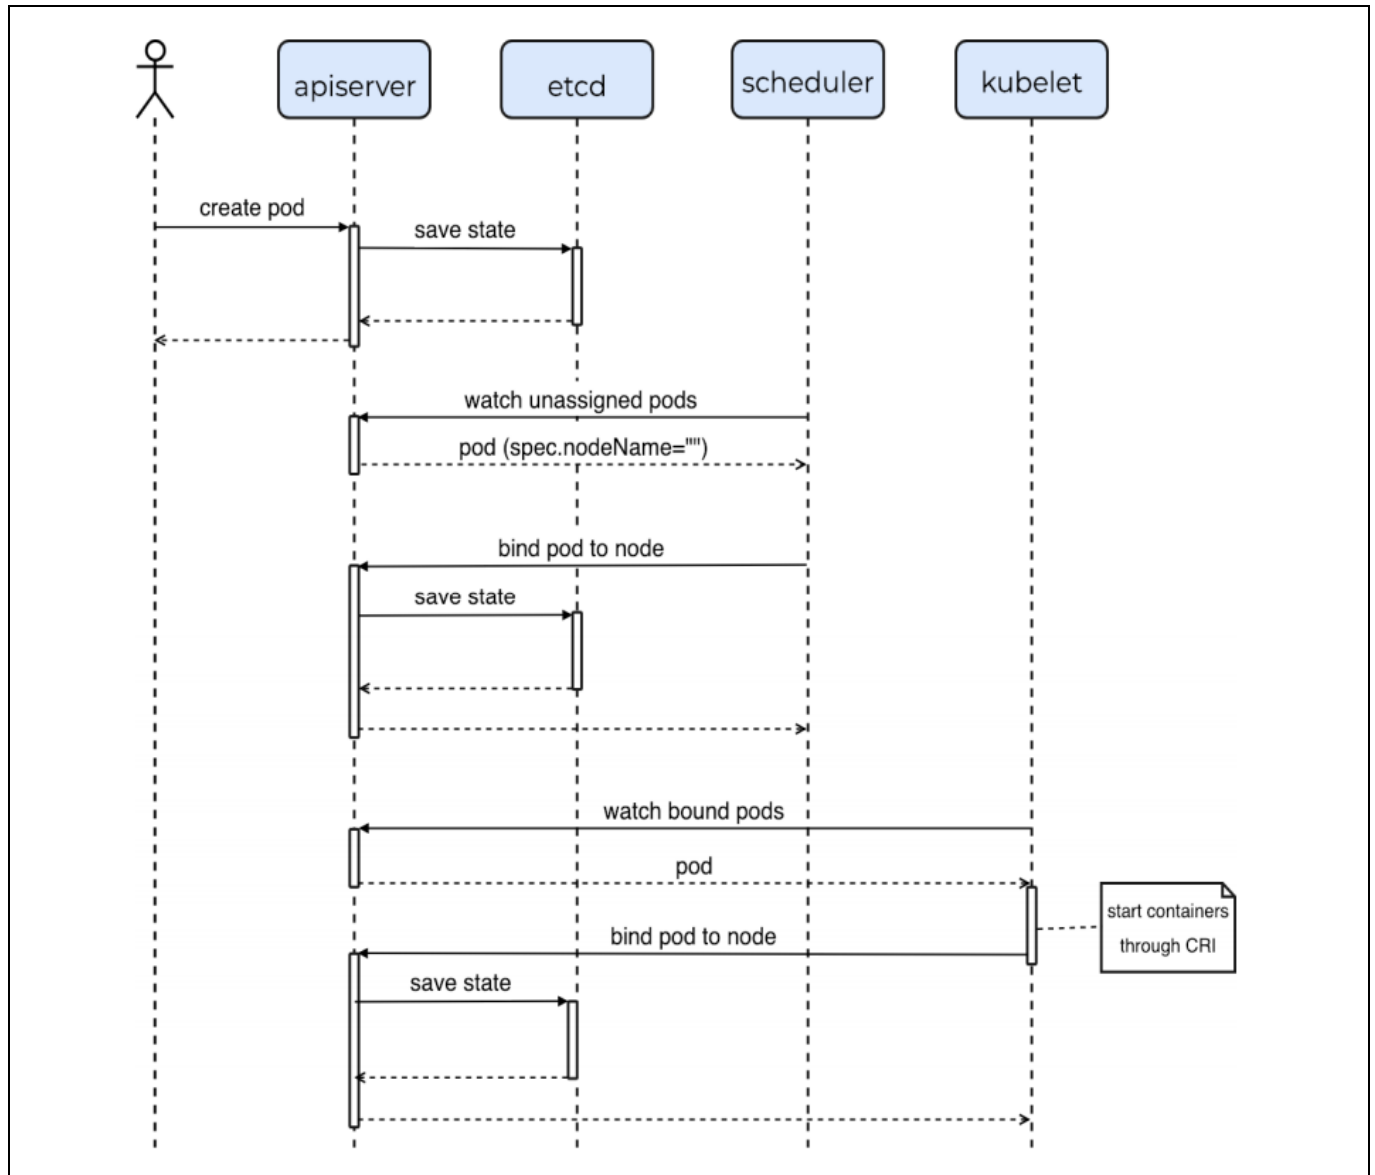 apiserver
etcd
scheduler
kubelet
create pod
save state
watch unassigned pods
pod (spec.nodeName="")
bind pod to node
save state
watch bound pods
pod
start containers
through CRI
bind pod to node
save state